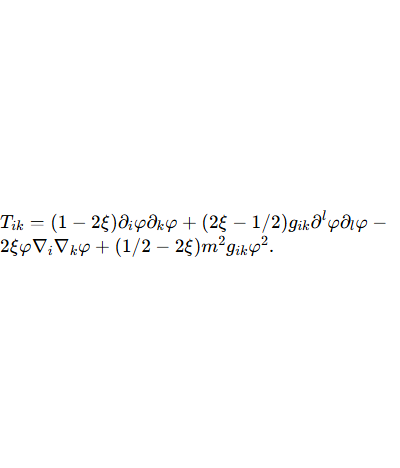 T_{ik} = (1 − 2ξ)∂_iφ∂_kφ + (2ξ − 1/2)g_{ik}∂^lφ∂_lφ −
2ξφ∇_i∇_kφ + (1/2 − 2ξ)m^2g_{ik}φ^2.